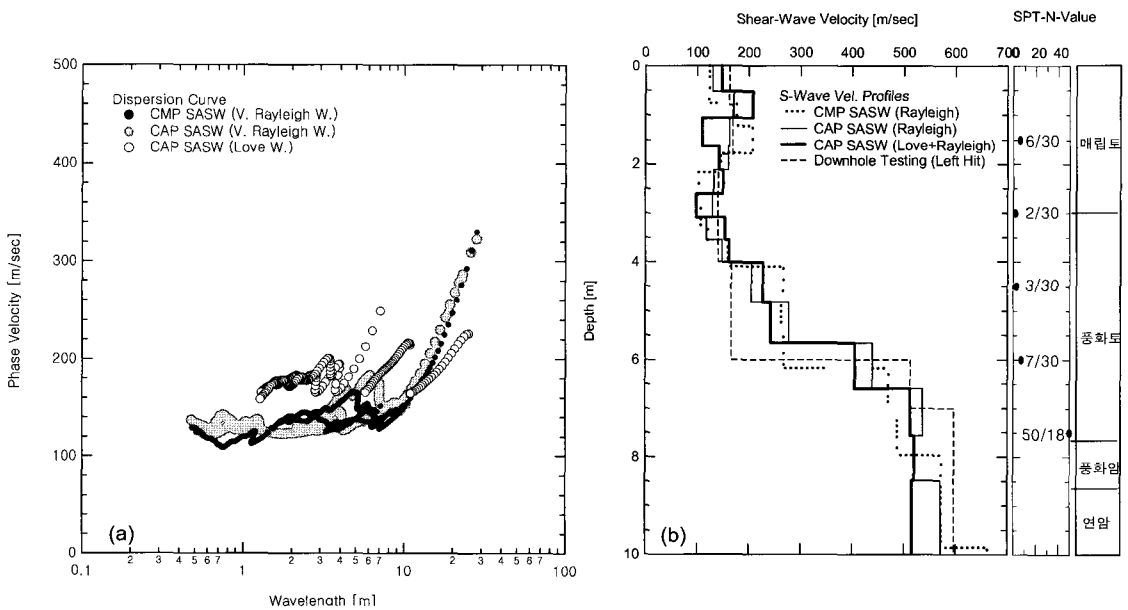 Phase Velocity [m/sec]
500
400
300
200
100
0
Dispersion Curve
CMP SASW (V. Rayleigh W.)
CAP SASW (V. Rayleigh W.)
CAP SASW (Love W.)
(a)
0.1 2 3 4 5 6 7 1 2 3 4 5 6 7 10 2 3 4 5 6 7 100
Wavelength [m]
Shear-Wave Velocity [m/sec]
SPT-N-Value
0 100 200 300 400 500 600 700
0 20 40
Depth [m]
0
2
4
6
8
10
S-Wave Vel. Profiles
CMP SASW (Rayleigh)
CAP SASW (Rayleigh)
CAP SASW (Love+Rayleigh)
Downhole Testing (Left Hit)
(b)
6/30
2/30
3/30
7/30
50/18
매립토
풍화토
풍화암
연암